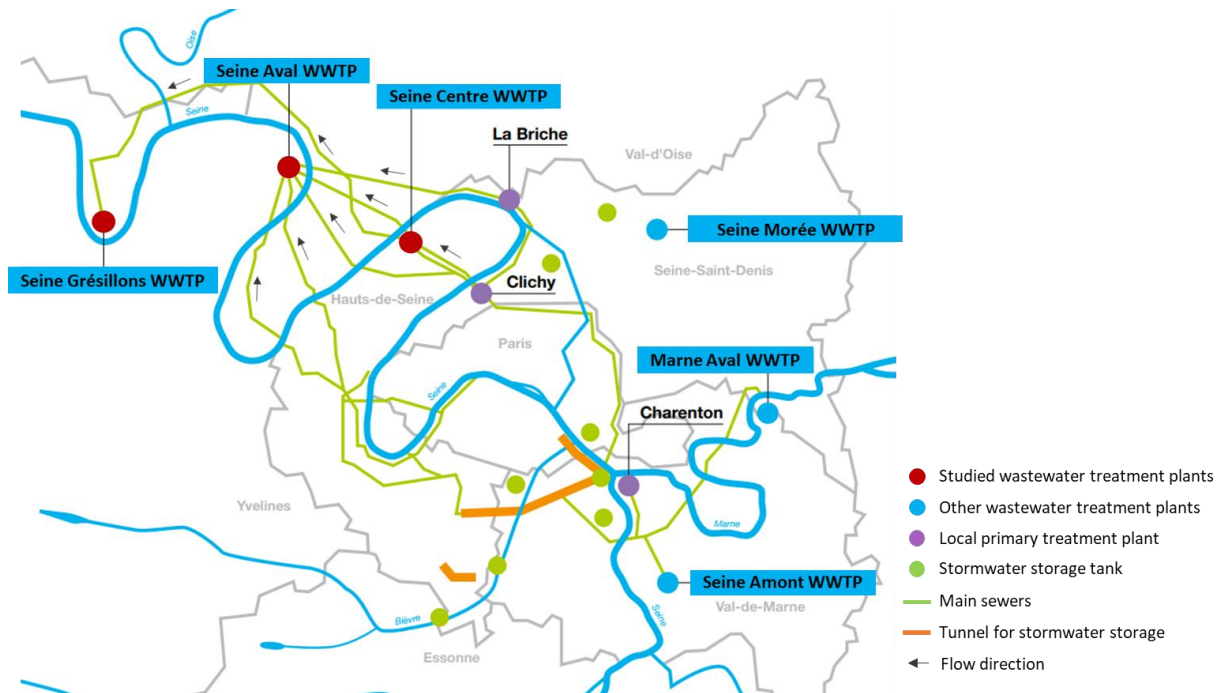 Oise
Seine Aval WWTP
Seine Centre WWTP
Seine
La Briche
Val-d'Oise
Seine Morée WWTP
Seine Grésillons WWTP
Seine-Saint-Denis
Clichy
Hauts-de-Seine
Paris
Marne Aval WWTP
Seine
Charenton
Studied wastewater treatment plants
Yvelines
Other wastewater treatment plants
Marne
Local primary treatment plant
Stormwater storage tank
Seine Amont WWTP
Val-de-Marne
Main sewers
Seine
Bièvre
Tunnel for stormwater storage
Essonne
Flow direction